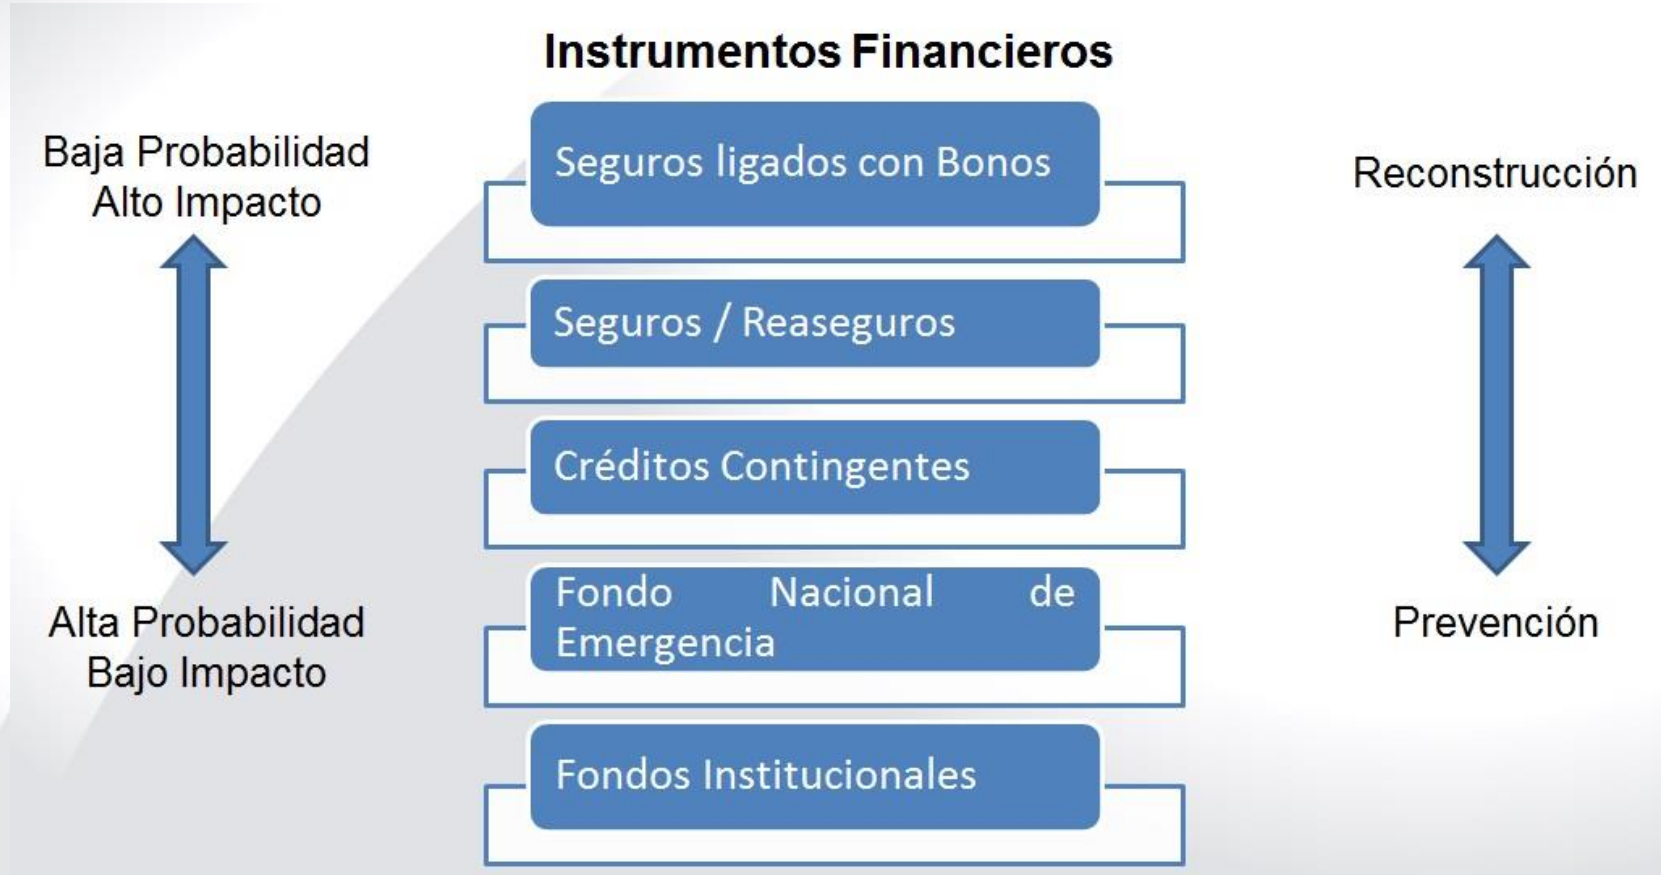 Instrumentos Financieros
Baja Probabilidad
Alto Impacto
Seguros ligados con Bonos
Reconstrucción
Seguros / Reaseguros
Créditos Contingentes
Fondo Nacional de
Emergencia
Alta Probabilidad
Bajo Impacto
Prevención
Fondos Institucionales